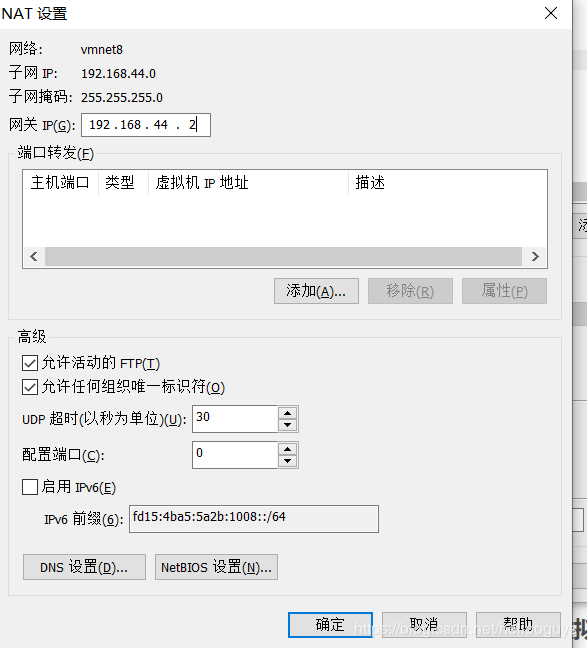 NAT 设置
网络: vmnet8
子网 IP: 192.168.44.0
子网掩码: 255.255.255.0
网关 IP(G): 192 . 168 . 44 . 2
端口转发(F)
主机端口 类型 虚拟机 IP 地址 描述
添加(A)... 移除(R) 属性(P)
高级
允许活动的 FTP(T)
允许任何组织唯一标识符(O)
UDP 超时(以秒为单位)(U): 30
配置端口(C): 0
启用 IPv6(E)
IPv6 前缀(6): fd15:4ba5:5a2b:1008::/64
DNS 设置(D)... NetBIOS 设置(N)...
确定 取消 帮助